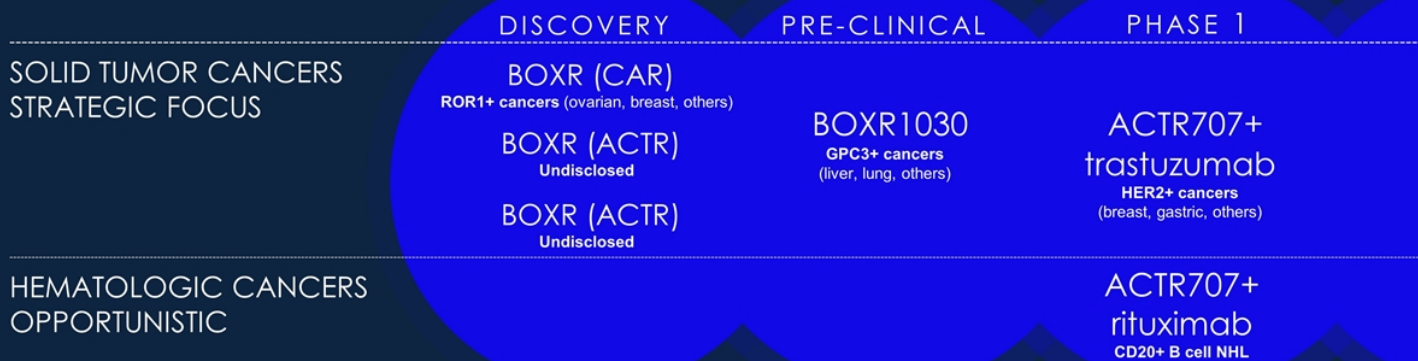 DISCOVERY
PRE-CLINICAL
PHASE 1
SOLID TUMOR CANCERS
STRATEGIC FOCUS
BOXR (CAR)
ROR1+ cancers (ovarian, breast, others)
BOXR (ACTR)
Undisclosed
BOXR (ACTR)
Undisclosed
BOXR1030
GPC3+ cancers
(liver, lung, others)
ACTR707+
trastuzumab
HER2+ cancers
(breast, gastric, others)
HEMATOLOGIC CANCERS
OPPORTUNISTIC
ACTR707+
rituximab
CD20+ B cell NHL